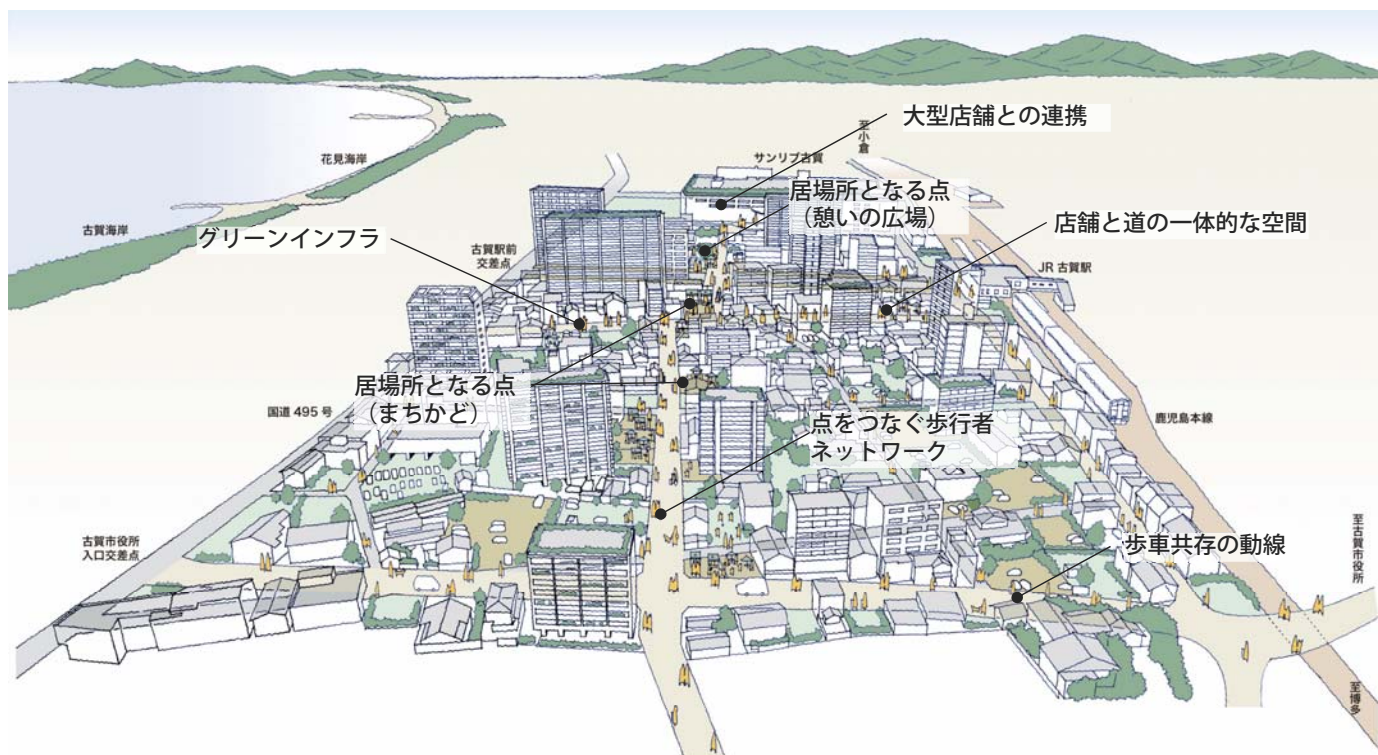 大型店舗との連携
至小倉
サンリブ古賀
花見海岸
居場所となる点
（憩いの広場）
店舗と道の一体的な空間
古賀海岸
グリーンインフラ
古賀駅前
交差点
JR 古賀駅
居場所となる点
（まちかど）
国道 495 号
点をつなぐ歩行者
ネットワーク
鹿児島本線
古賀市役所
入口交差点
歩車共存の動線
至古賀市役所
至博多